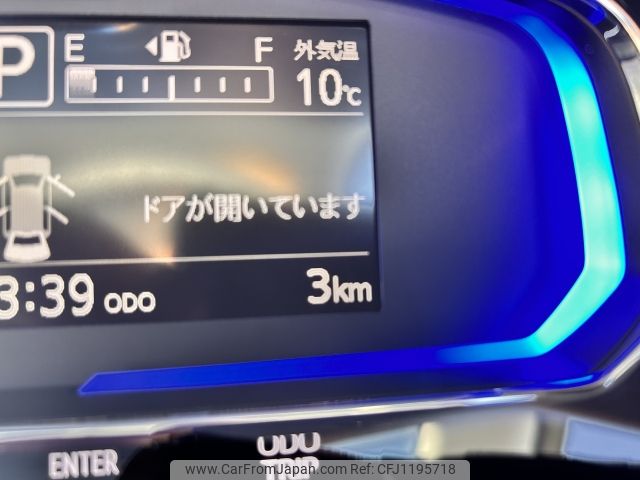 P E F 外気温
10℃
ドアが開いています
3:39 ODO 3km
ENTER ODO
TRIP
www.CarFromJapan.com | CFJ1195718